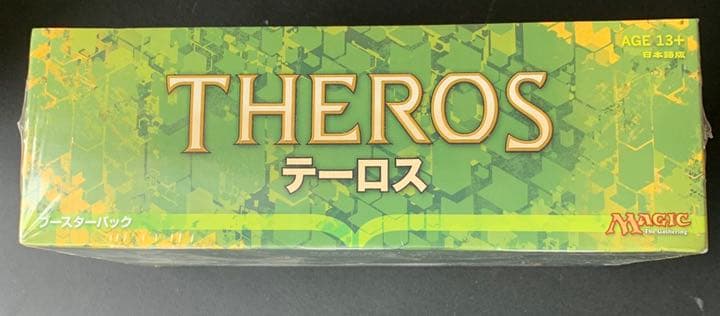 AGE 13+
日本語版
THEROS
テーロス
ブースターパック
MAGIC
The Gathering